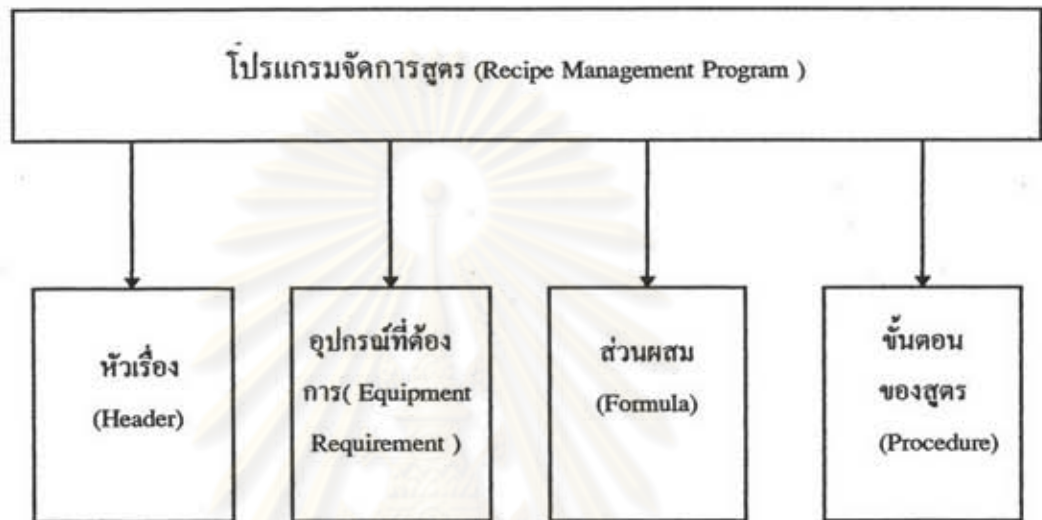 โปรแกรมจัดการสูตร (Recipe Management Program )
หัวเรื่อง
(Header)
อุปกรณ์ที่ต้อง
การ( Equipment
Requirement )
ส่วนผสม
(Formula)
ขั้นตอน
ของสูตร
(Procedure)